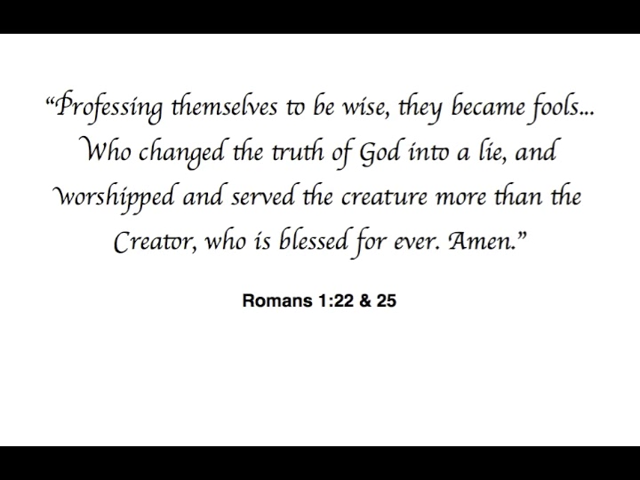 “Professing themselves to be wise, they became fools...
Who changed the truth of God into a lie, and
worshipped and served the creature more than the
Creator, who is blessed for ever. Amen.”
Romans 1:22 & 25